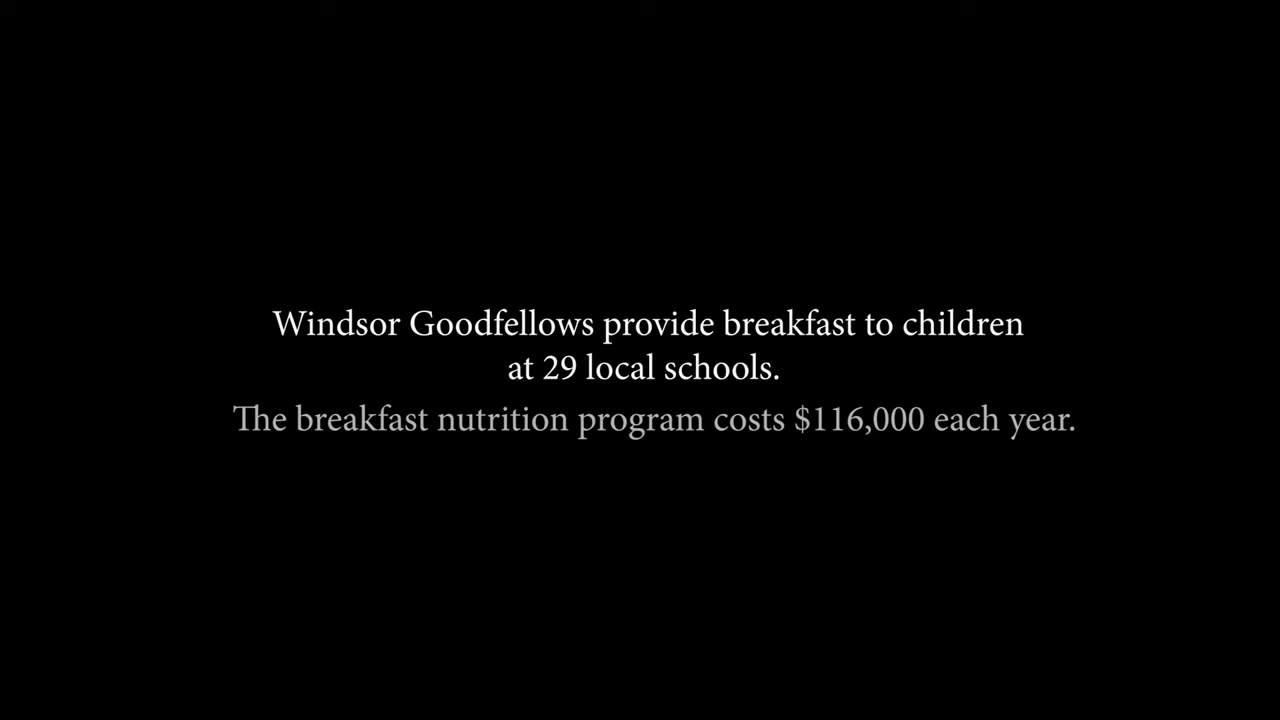 Windsor Goodfellows provide breakfast to children
at 29 local schools.
The breakfast nutrition program costs $116,000 each year.